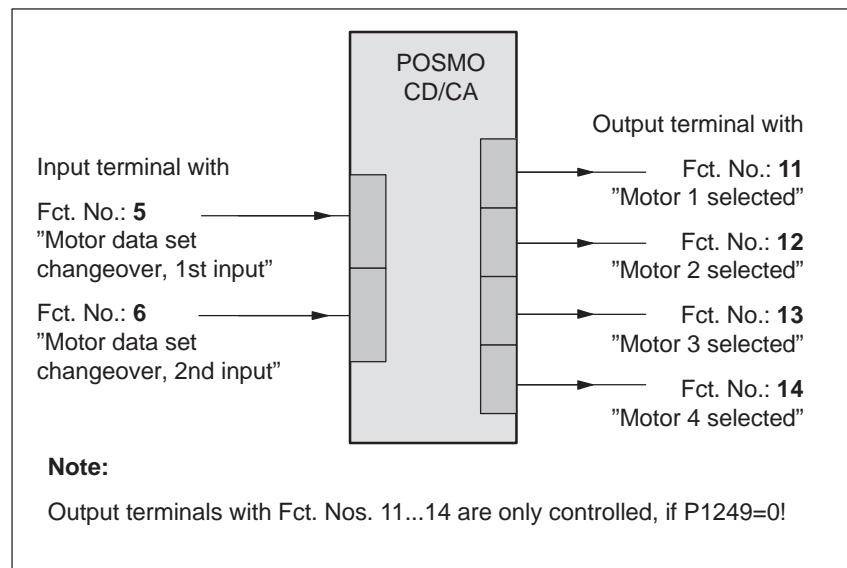 POSMO
CD/CA
Input terminal with
Fct. No.: 5
”Motor data set
changeover, 1st input”
Fct. No.: 6
”Motor data set
changeover, 2nd input”
Output terminal with
Fct. No.: 11
”Motor 1 selected”
Fct. No.: 12
”Motor 2 selected”
Fct. No.: 13
”Motor 3 selected”
Fct. No.: 14
”Motor 4 selected”
Note:
Output terminals with Fct. Nos. 11...14 are only controlled, if P1249=0!